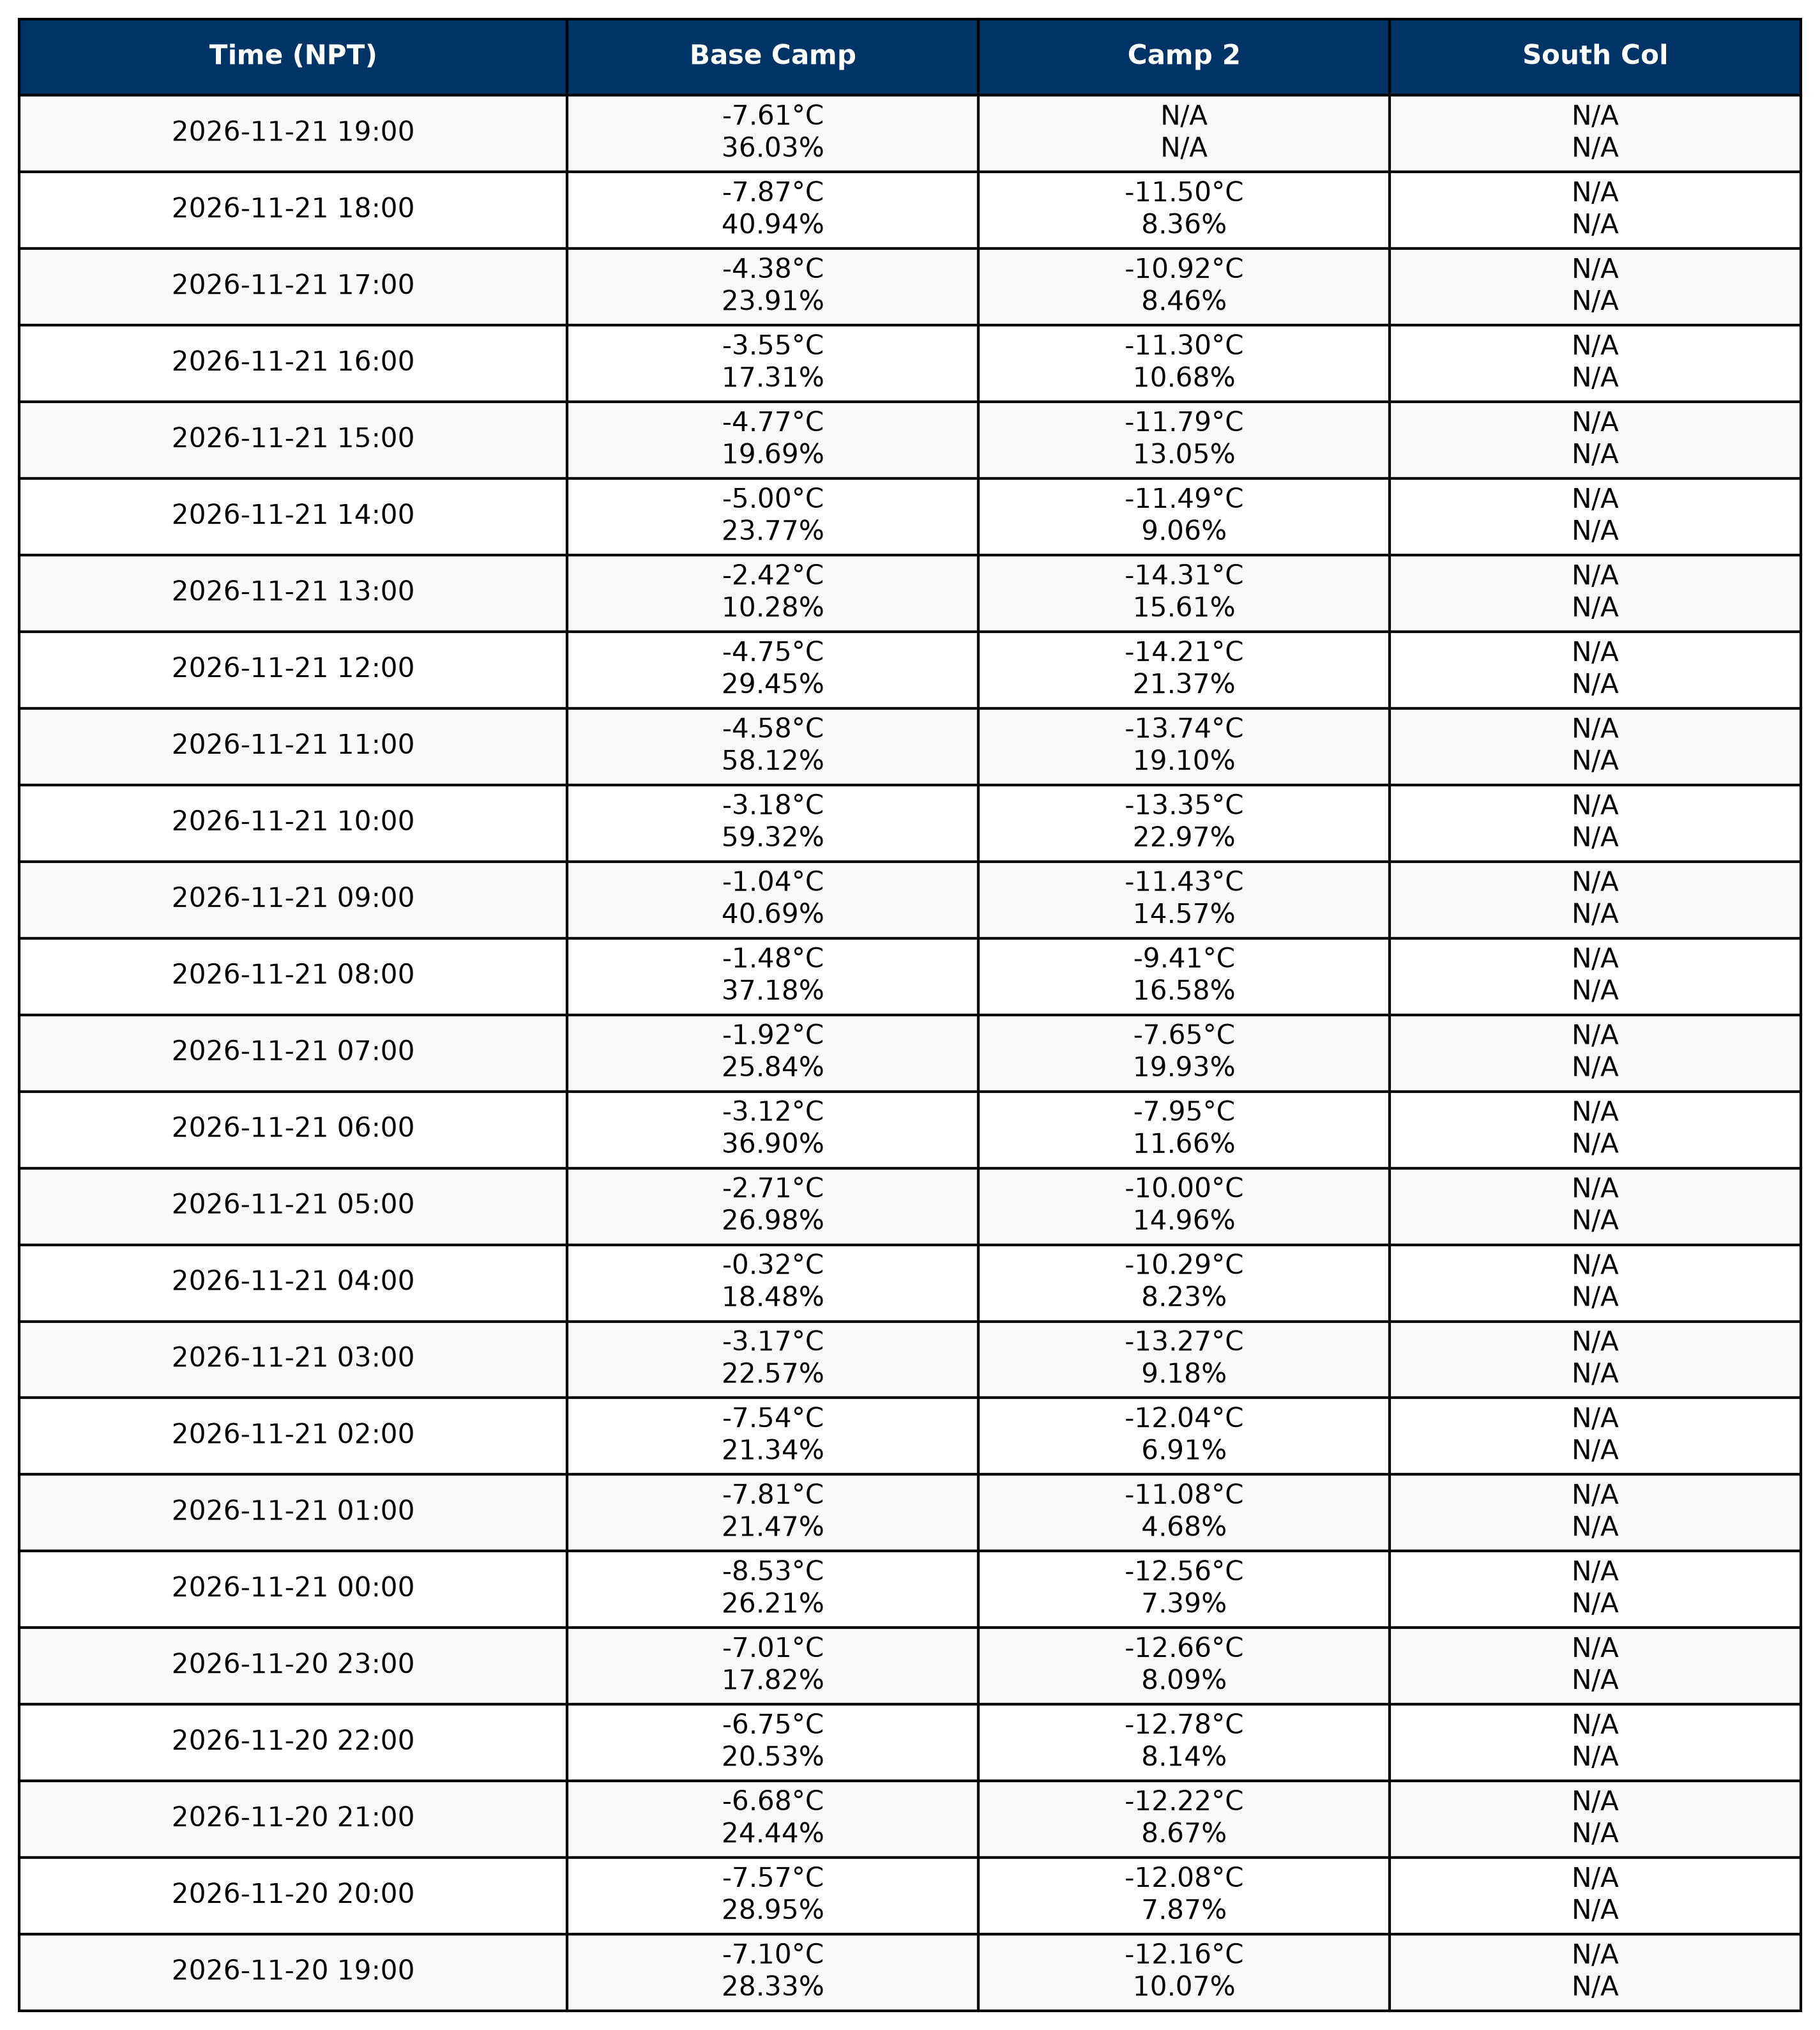 Time (NPT) Base Camp Camp 2 South Col
2026-11-21 19:00 -7.61°C N/A N/A
36.03% N/A N/A
2026-11-21 18:00 -7.87°C -11.50°C N/A
40.94% 8.36% N/A
2026-11-21 17:00 -4.38°C -10.92°C N/A
23.91% 8.46% N/A
2026-11-21 16:00 -3.55°C -11.30°C N/A
17.31% 10.68% N/A
2026-11-21 15:00 -4.77°C -11.79°C N/A
19.69% 13.05% N/A
2026-11-21 14:00 -5.00°C -11.49°C N/A
23.77% 9.06% N/A
2026-11-21 13:00 -2.42°C -14.31°C N/A
10.28% 15.61% N/A
2026-11-21 12:00 -4.75°C -14.21°C N/A
29.45% 21.37% N/A
2026-11-21 11:00 -4.58°C -13.74°C N/A
58.12% 19.10% N/A
2026-11-21 10:00 -3.18°C -13.35°C N/A
59.32% 22.97% N/A
2026-11-21 09:00 -1.04°C -11.43°C N/A
40.69% 14.57% N/A
2026-11-21 08:00 -1.48°C -9.41°C N/A
37.18% 16.58% N/A
2026-11-21 07:00 -1.92°C -7.65°C N/A
25.84% 19.93% N/A
2026-11-21 06:00 -3.12°C -7.95°C N/A
36.90% 11.66% N/A
2026-11-21 05:00 -2.71°C -10.00°C N/A
26.98% 14.96% N/A
2026-11-21 04:00 -0.32°C -10.29°C N/A
18.48% 8.23% N/A
2026-11-21 03:00 -3.17°C -13.27°C N/A
22.57% 9.18% N/A
2026-11-21 02:00 -7.54°C -12.04°C N/A
21.34% 6.91% N/A
2026-11-21 01:00 -7.81°C -11.08°C N/A
21.47% 4.68% N/A
2026-11-21 00:00 -8.53°C -12.56°C N/A
26.21% 7.39% N/A
2026-11-20 23:00 -7.01°C -12.66°C N/A
17.82% 8.09% N/A
2026-11-20 22:00 -6.75°C -12.78°C N/A
20.53% 8.14% N/A
2026-11-20 21:00 -6.68°C -12.22°C N/A
24.44% 8.67% N/A
2026-11-20 20:00 -7.57°C -12.08°C N/A
28.95% 7.87% N/A
2026-11-20 19:00 -7.10°C -12.16°C N/A
28.33% 10.07% N/A